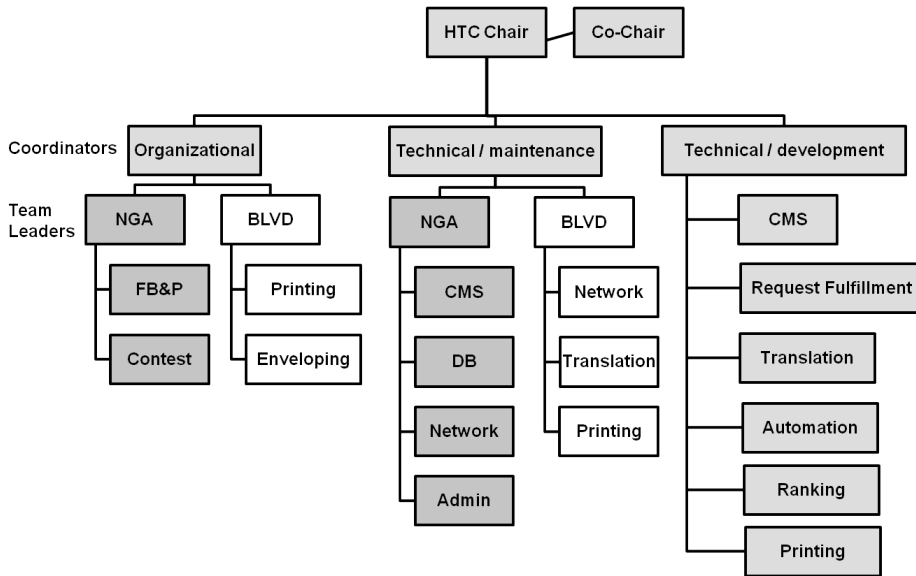 HTC Chair
Co-Chair
Coordinators
Organizational
Technical / maintenance
Technical / development
Team
Leaders
NGA
BLVD
NGA
BLVD
CMS
FB&P
Printing
CMS
Network
Request Fulfillment
Contest
Enveloping
DB
Translation
Translation
Network
Printing
Automation
Admin
Ranking
Printing